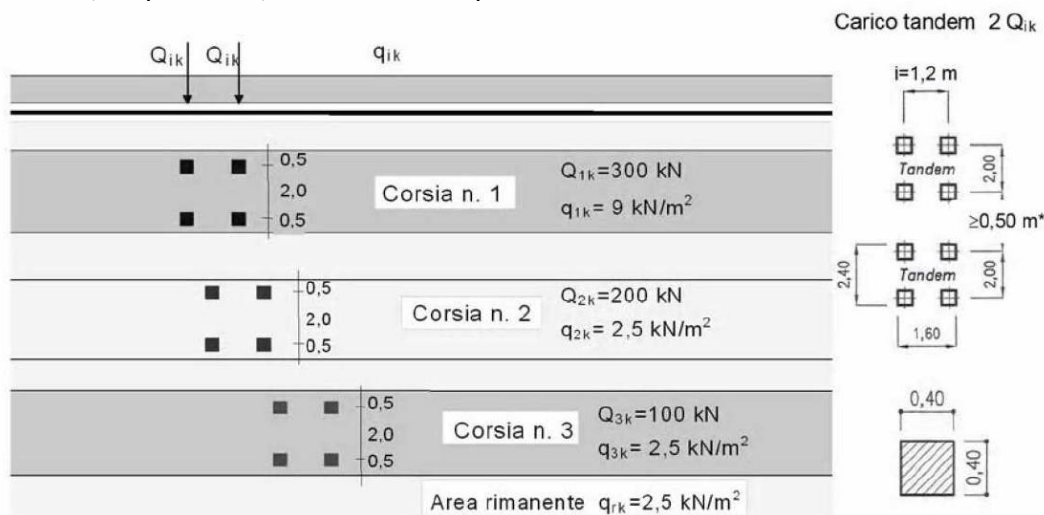 Carico tandem 2 Qik
Qik Qik qik
i=1,2 m
0,5
2,0
0,5
Corsia n. 1
Q1k=300 kN
q1k= 9 kN/m²
Tandem
2,00
≥0,50 m*
0,5
2,0
0,5
Corsia n. 2
Q2k=200 kN
q2k= 2,5 kN/m²
2,40
Tandem
2,00
1,60
0,5
2,0
0,5
Corsia n. 3
Q3k=100 kN
q3k= 2,5 kN/m²
0,40
0,40
Area rimanente qrk=2,5 kN/m²